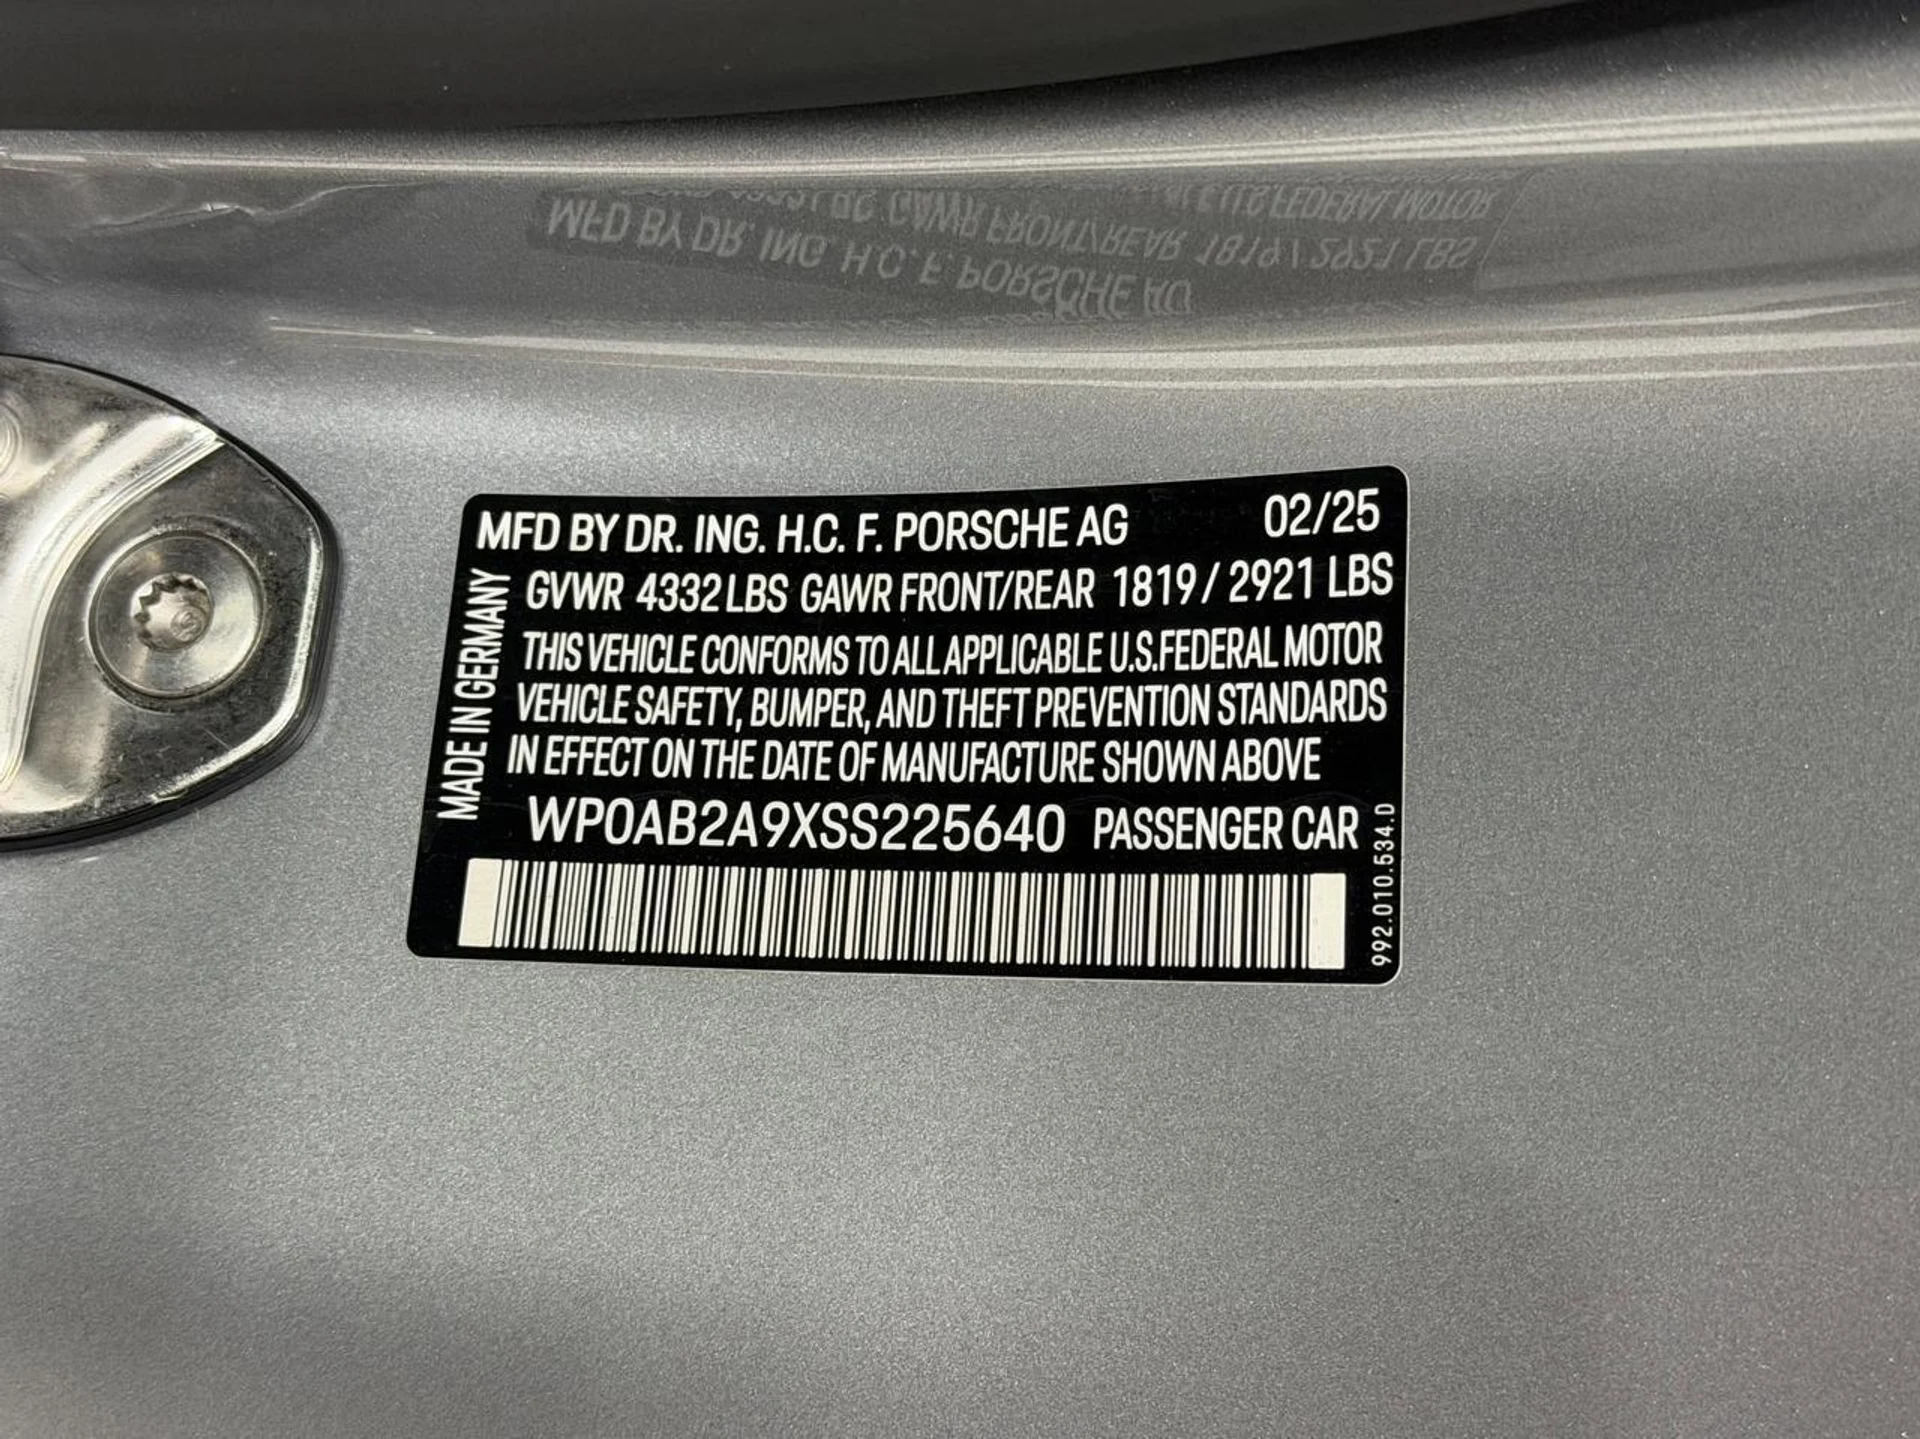 MFD BY DR. ING. H.C. F. PORSCHE AG 02/25
GVWR 4332 LBS GAWR FRONT/REAR 1819 / 2921 LBS
THIS VEHICLE CONFORMS TO ALL APPLICABLE U.S.FEDERAL MOTOR
VEHICLE SAFETY, BUMPER, AND THEFT PREVENTION STANDARDS
IN EFFECT ON THE DATE OF MANUFACTURE SHOWN ABOVE
WP0AB2A9XSS225640 PASSENGER CAR
MADE IN GERMANY
992.010.534.D